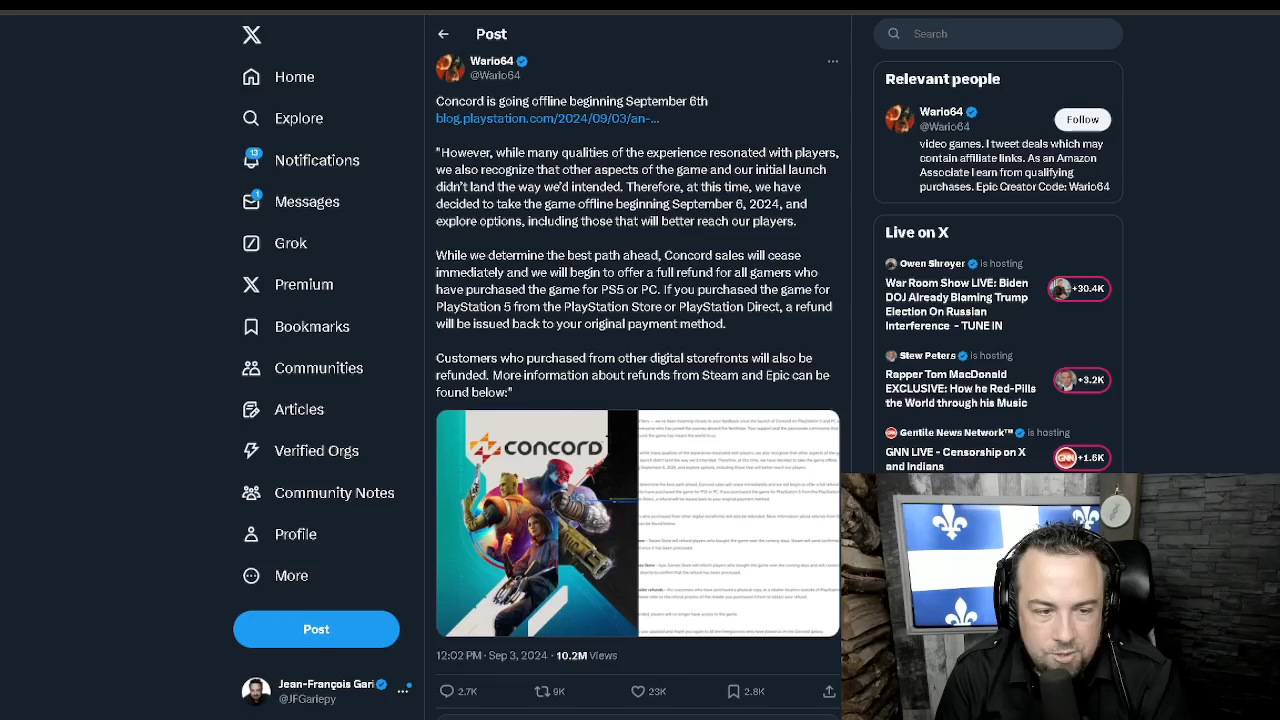 Post
Search
Home
Explore
13
Notifications
1
Messages
Grok
Premium
Bookmarks
Communities
Articles
Verified Orgs
Community Notes
Profile
Post
Jean-François Gari
@JFGariepy
Wario64
@Wario64
Concord is going offline beginning September 6th
blog.playstation.com/2024/09/03/an-...
"However, while many qualities of the experience resonated with players,
we also recognize that other aspects of the game and our initial launch
didn't land the way we'd intended. Therefore, at this time, we have
decided to take the game offline beginning September 6, 2024, and
explore options, including those that will better reach our players.
While we determine the best path ahead, Concord sales will cease
immediately and we will begin to offer a full refund for all gamers who
have purchased the game for PS5 or PC. If you purchased the game for
PlayStation 5 from the PlayStation Store or PlayStation Direct, a refund
will be issued back to your original payment method.
Customers who purchased from other digital storefronts will also be
refunded. More information about refunds from Steam and Epic can be
found below:"
12:02 PM · Sep 3, 2024 · 10.2M Views
2.7K
9K
23K
2.8K
Relevant people
Wario64
@Wario64
Follow
video games. I tweet deals which may
contain affiliate links. As an Amazon
Associate I earn from qualifying
purchases. Epic Creator Code: Wario64
Live on X
Owen Shroyer is hosting
War Room Show LIVE: Biden
DOJ Already Blaming Trump
Election On Russian
Interference - TUNE IN
+30.4K
Stew Peters is hosting
Rapper Tom MacDonald
EXCLUSIVE: How he Red-Pills
the World through his Music
+3.2K
Genuine News Network™ is hosting
GNN